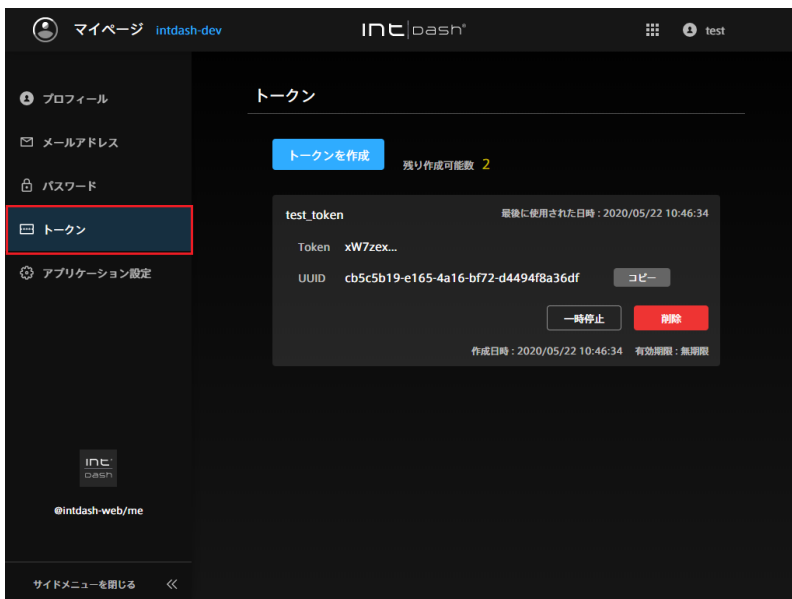 マイページ intdash-dev
int|Dash®
test
プロフィール
メールアドレス
パスワード
トークン
アプリケーション設定
int
Dash
@intdash-web/me
サイドメニューを閉じる
トークン
トークンを作成
残り作成可能数 2
test_token 最後に使用された日時 : 2020/05/22 10:46:34
Token xW7zex...
UUID cb5c5b19-e165-4a16-bf72-d4494f8a36df コピー
一時停止 削除
作成日時 : 2020/05/22 10:46:34 有効期限 : 無期限